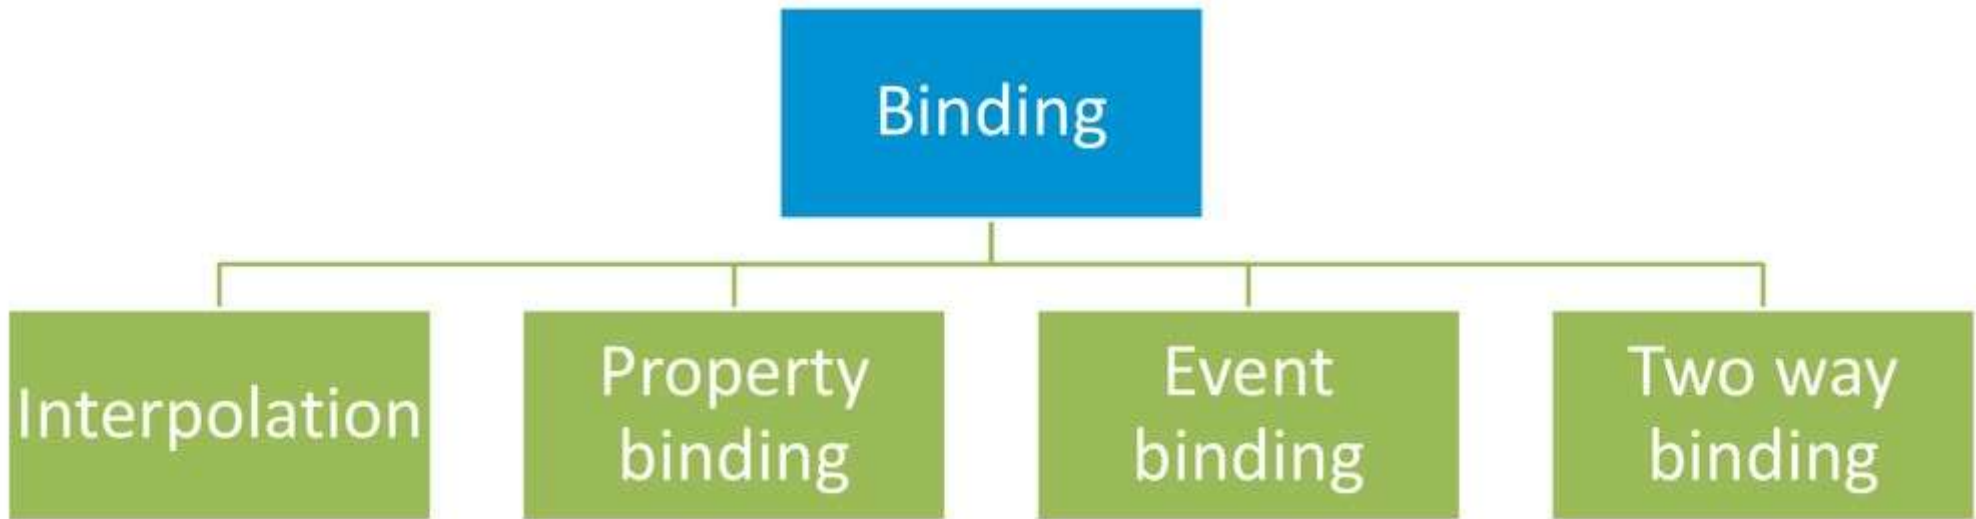 Binding
Interpolation
Property
binding
Event
binding
Two way
binding